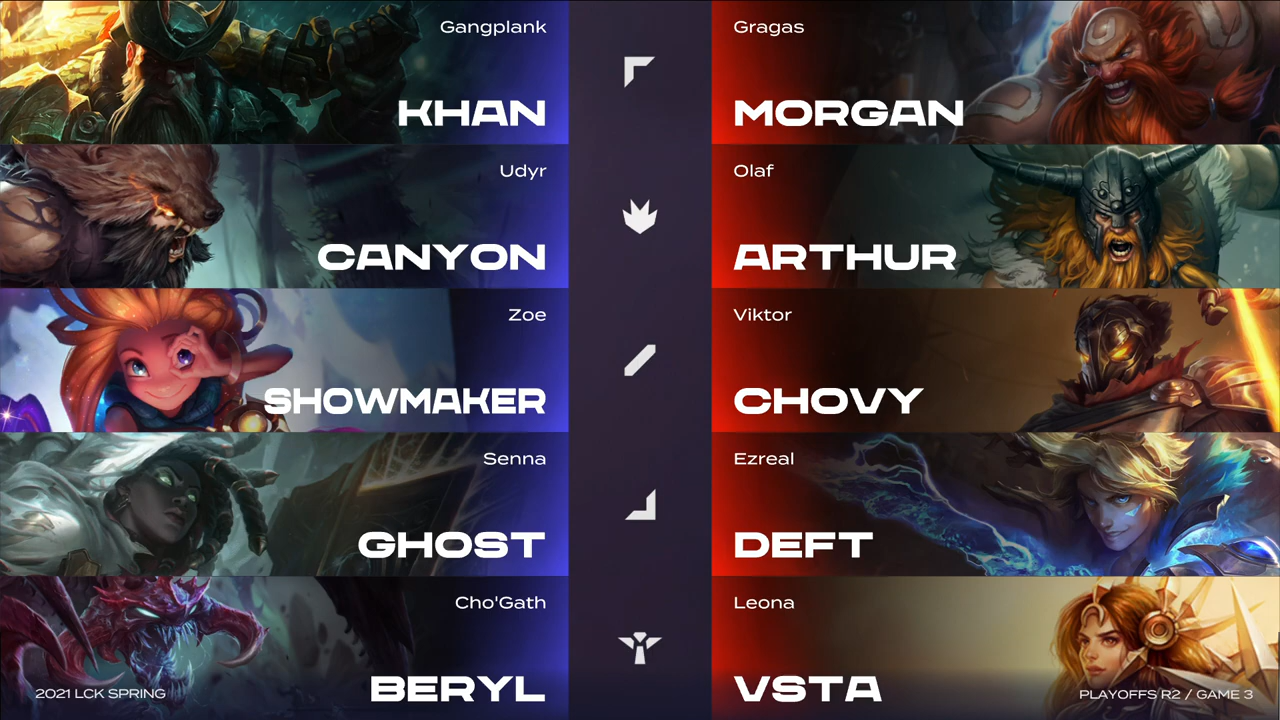 Gangplank
KHAN
Gragas
MORGAN
Udyr
CANYON
Olaf
ARTHUR
Zoe
SHOWMAKER
Viktor
CHOVY
Senna
GHOST
Ezreal
DEFT
Cho'Gath
BERYL
Leona
VSTA
2021 LCK SPRING
PLAYOFFS R2 / GAME 3